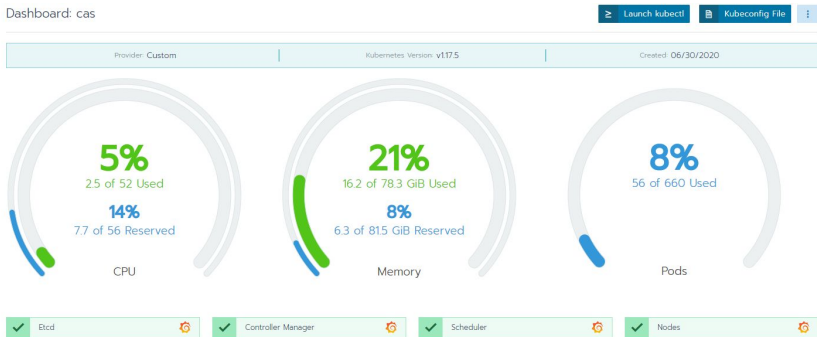 Dashboard: cas
Launch kubectl
Kubeconfig File
Provider: Custom
Kubernetes Version: v1.17.5
Created: 06/30/2020
5%
2.5 of 52 Used
14%
7.7 of 56 Reserved
CPU
21%
16.2 of 78.3 GiB Used
8%
6.3 of 81.5 GiB Reserved
Memory
8%
56 of 660 Used
Pods
Etcd
Controller Manager
Scheduler
Nodes